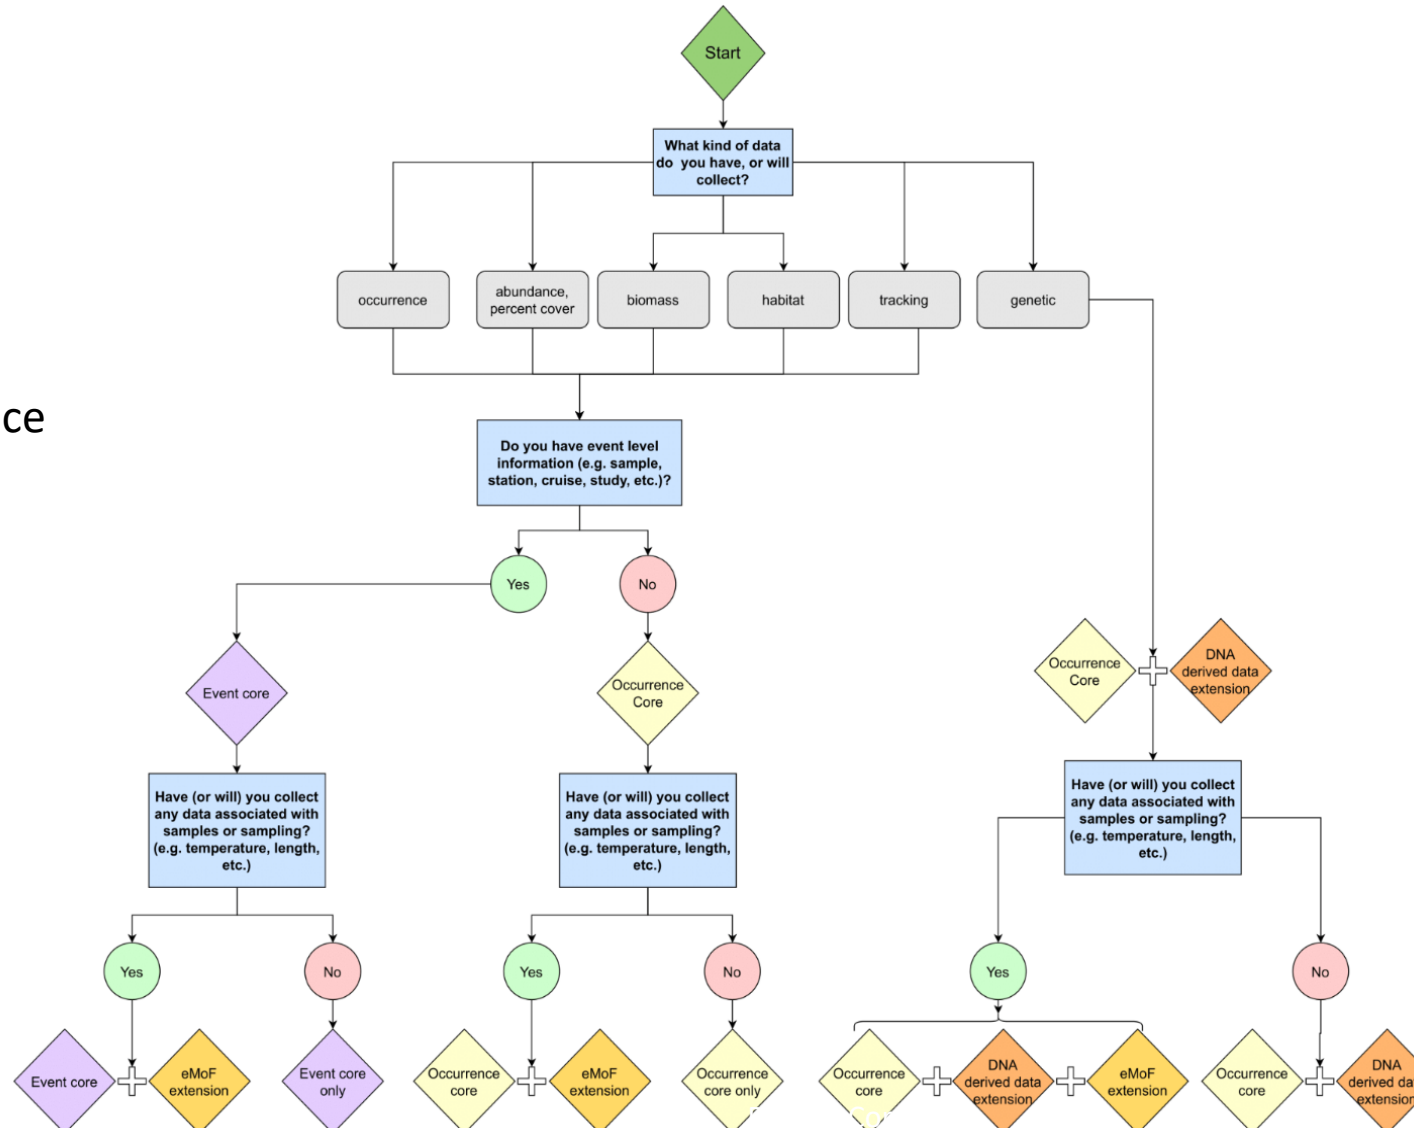 Start
What kind of data
do you have, or will
collect?
occurrence
abundance,
percent cover
biomass
habitat
tracking
genetic
ce
Do you have event level
information (e.g. sample,
station, cruise, study, etc.)?
Yes
No
Event core
Occurrence
Core
Occurrence
Core
DNA
derived data
extension
Have (or will) you collect
any data associated with
samples or sampling?
(e.g. temperature, length,
etc.)
Have (or will) you collect
any data associated with
samples or sampling?
(e.g. temperature, length,
etc.)
Have (or will) you collect
any data associated with
samples or sampling?
(e.g. temperature, length,
etc.)
Yes
No
Yes
No
Yes
No
Event core
eMoF
extension
Event core
only
Occurrence
core
eMoF
extension
Occurrence
core only
Occurrence
core
DNA
derived data
extension
eMoF
extension
Occurrence
core
DNA
derived da
extension